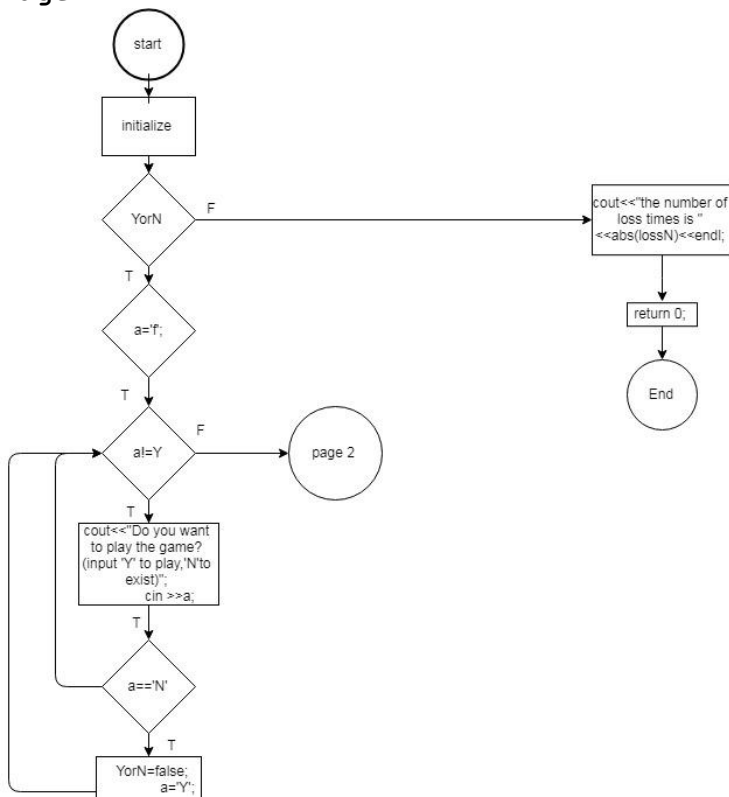 start
initialize
YorN
F
cout<<"the number of
loss times is "
<<abs(lossN)<<endl;
T
return 0;
a='f';
End
T
a!=Y
F
page 2
T
cout<<"Do you want
to play the game?
(input 'Y' to play,'N'to
exist)";
cin >>a;
T
a=='N'
T
YorN=false;
a='Y';